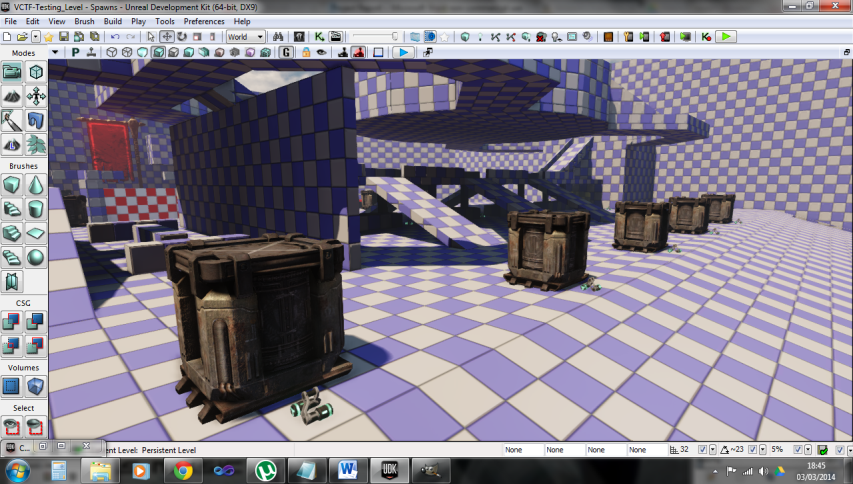 VCTF-Testing_Level - Spawns - Unreal Development Kit (64-bit, DX9)
File Edit View Brush Build Play Tools Preferences Help
World
P G
Modes
Brushes
CSG
Volumes
Select
C...
ent Level: Persistent Level None None None None 32 ~23 5%
W UDK
18:45
03/03/2014